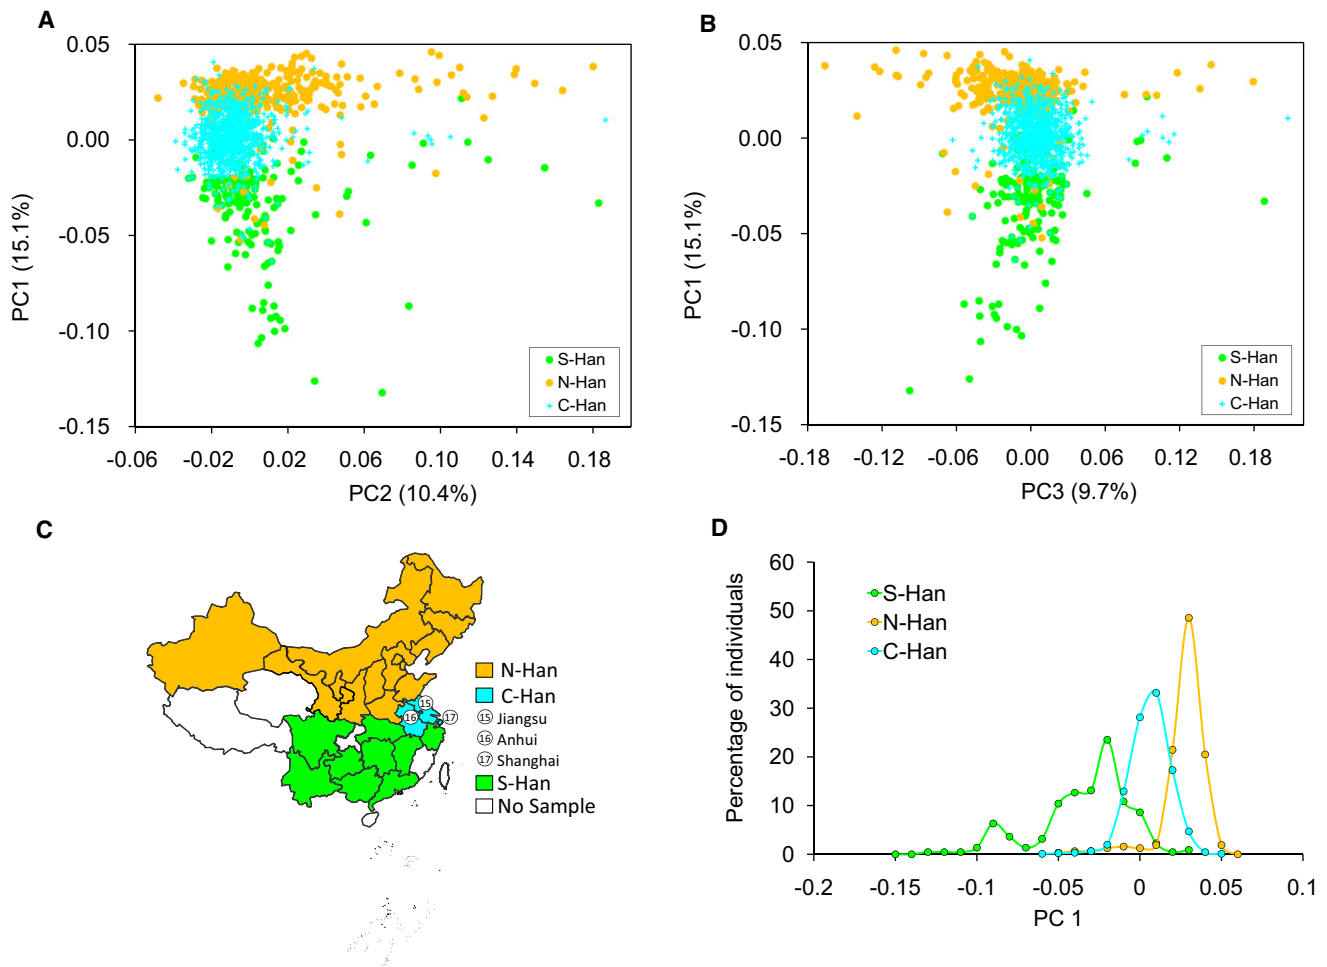 A
0.05
0.00
-0.05
-0.10
-0.15
PC1 (15.1%)
-0.06 -0.02 0.02 0.06 0.10 0.14 0.18
PC2 (10.4%)
S-Han
N-Han
C-Han
B
0.05
0.00
-0.05
-0.10
-0.15
PC1 (15.1%)
-0.18 -0.12 -0.06 0.00 0.06 0.12 0.18
PC3 (9.7%)
S-Han
N-Han
C-Han
C
15
16
17
N-Han
C-Han
15 Jiangsu
16 Anhui
17 Shanghai
S-Han
No Sample
D
60
50
40
30
20
10
0
Percentage of individuals
S-Han
N-Han
C-Han
-0.2 -0.15 -0.1 -0.05 0 0.05 0.1
PC 1